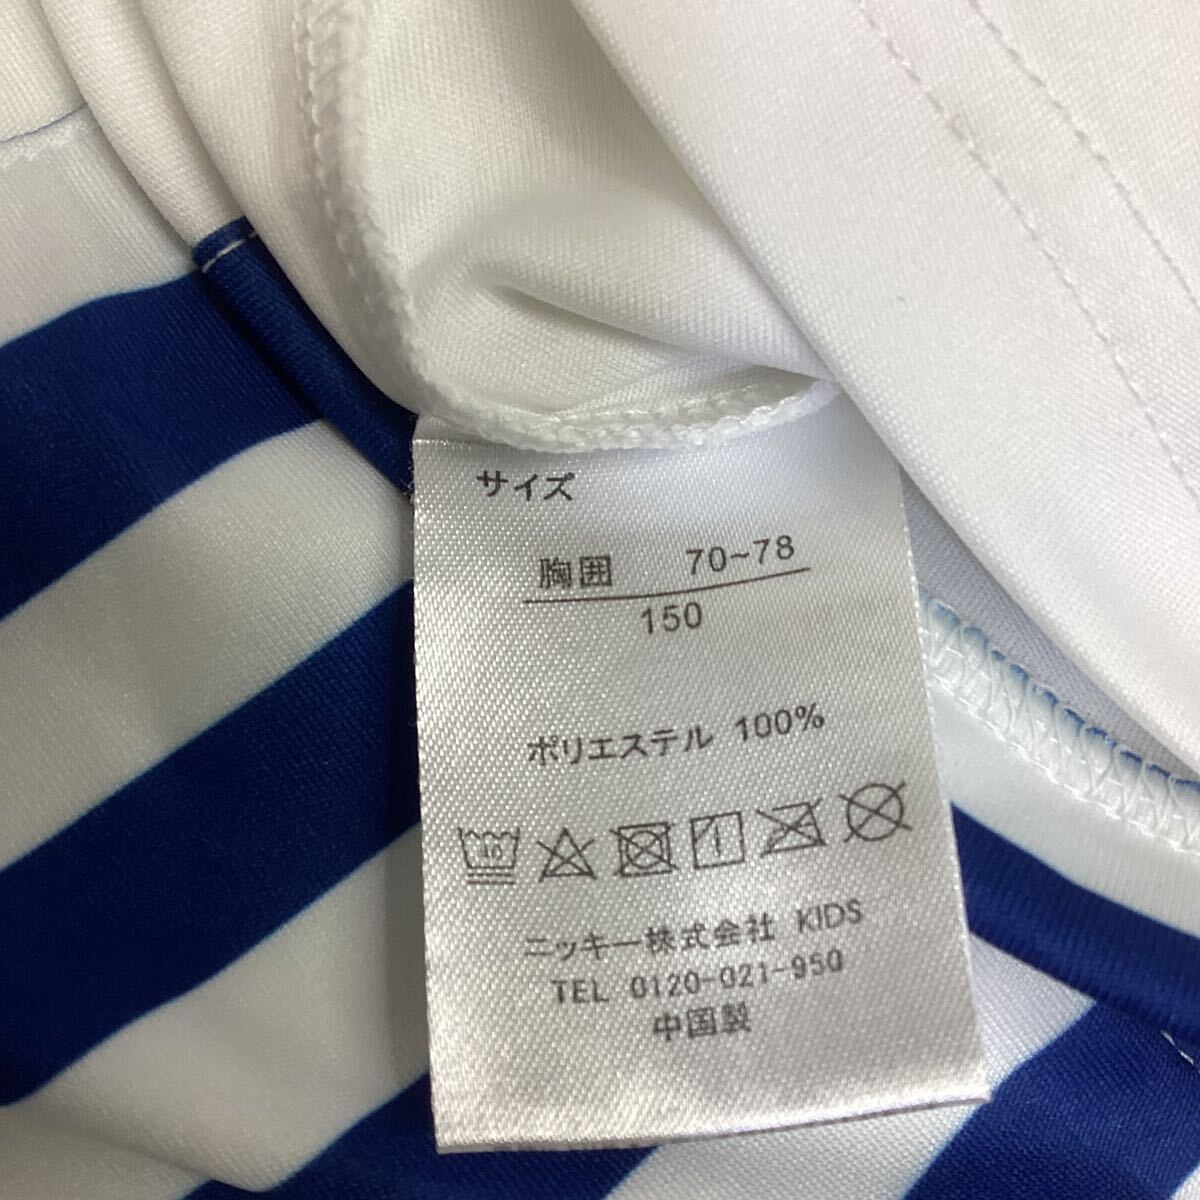 サイズ
胸囲 70~78
150
ポリエステル 100%
ニッキー株式会社 KIDS
TEL 0120-021-950
中国製